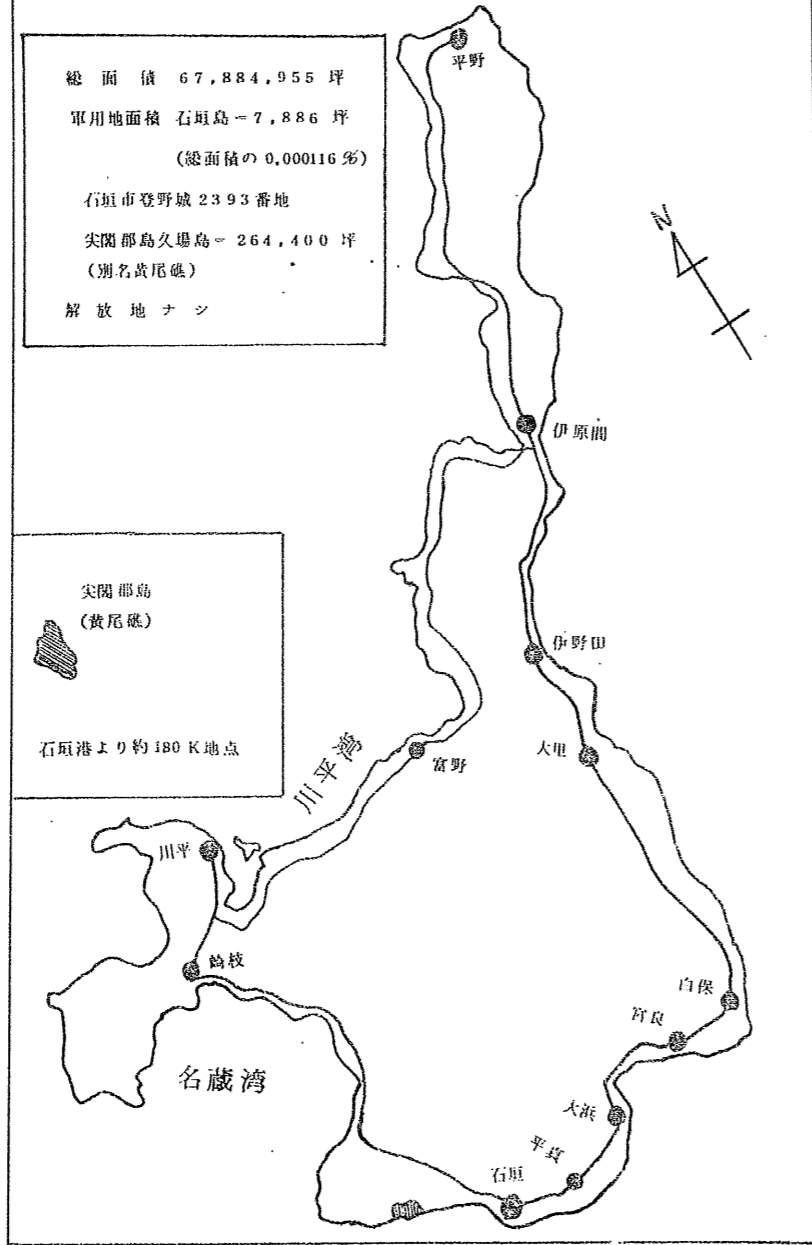 総面積 67,884,955 坪
軍用地面積 石垣島=7,886 坪
(総面積の 0.000116 %)
石垣市登野城 2393 番地
尖閣郡島久場島= 264,400 坪
(別名黄尾礁)
解放地ナシ
N
平野
伊原間
伊野田
大里
白保
宮良
大浜
平真
石垣
名蔵湾
崎枝
川平
川平湾
富野
尖閣郡島
(黄尾礁)
石垣港より約 180 K地点